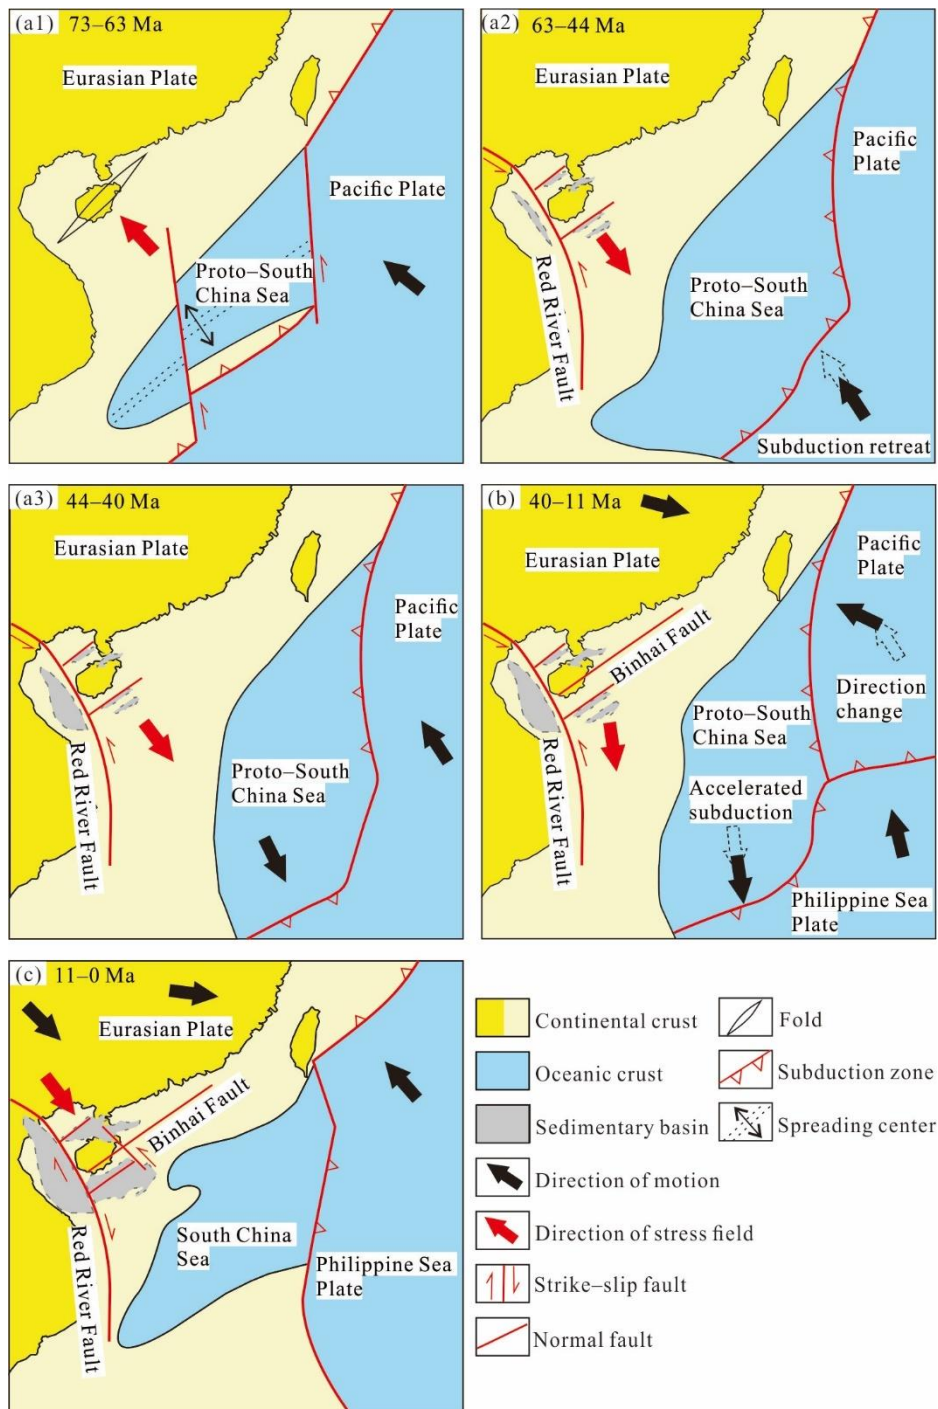 (a1) 73–63 Ma
Eurasian Plate
Pacific Plate
Proto–South
China Sea
(a2) 63–44 Ma
Eurasian Plate
Pacific
Plate
Proto–South
China Sea
Red River Fault
Subduction retreat
(a3) 44–40 Ma
Eurasian Plate
Pacific
Plate
Proto–South
China Sea
Red River Fault
(b) 40–11 Ma
Eurasian Plate
Pacific
Plate
Binhai Fault
Direction
change
Proto–South
China Sea
Accelerated
subduction
Red River Fault
Philippine Sea
Plate
(c) 11–0 Ma
Eurasian Plate
Binhai Fault
South China
Sea
Red River Fault
Philippine Sea
Plate
Continental crust
Fold
Oceanic crust
Subduction zone
Sedimentary basin
Spreading center
Direction of motion
Direction of stress field
Strike–slip fault
Normal fault